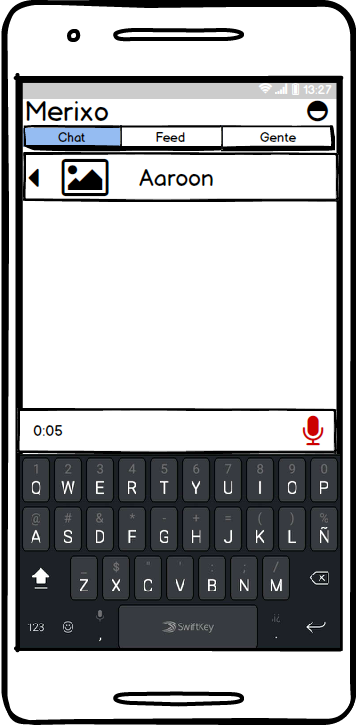 13:27
Merixo
Chat Feed Gente
Aaroon
0:05
1 2 3 4 5 6 7 8 9 0
Q W E R T Y U I O P
@ # & * - + = ( ) %
A S D F G H J K L Ñ
_ $ " ' : ; /
Z X C V B N M
123 , SwiftKey .¿